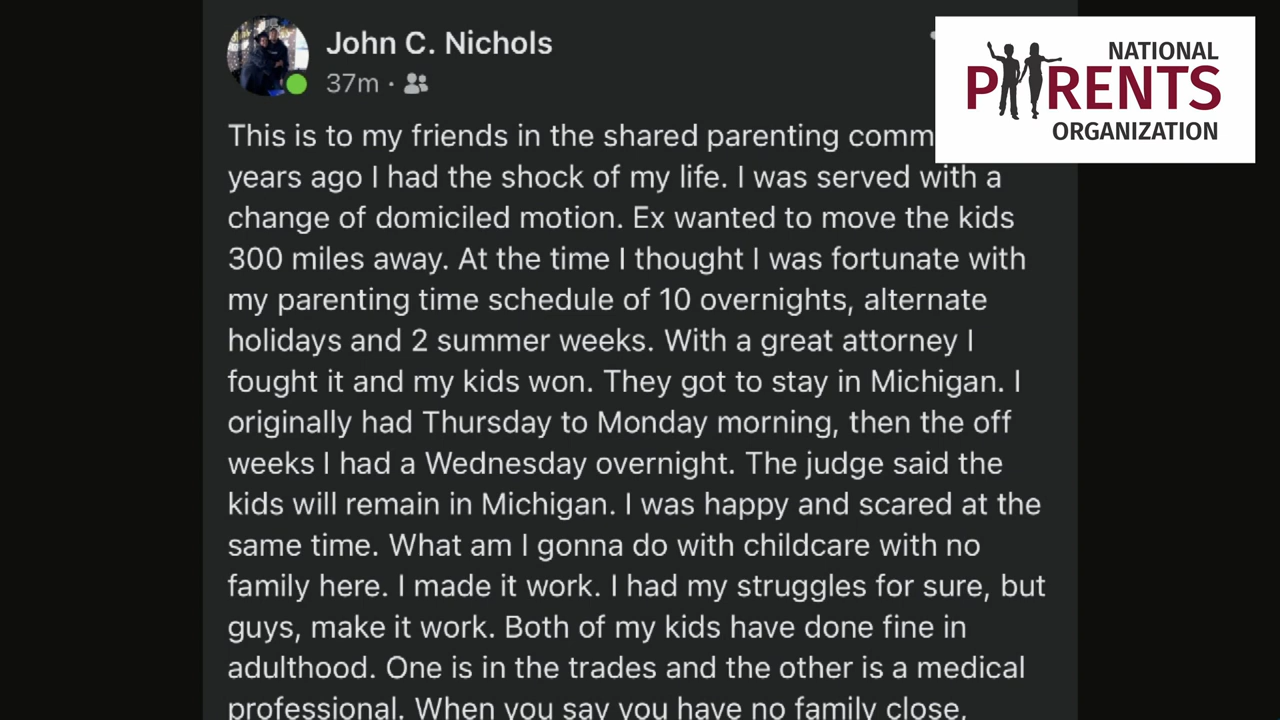 John C. Nichols
37m ·
NATIONAL
PARENTS
ORGANIZATION
This is to my friends in the shared parenting
years ago I had the shock of my life. I was served with a
change of domiciled motion. Ex wanted to move the kids
300 miles away. At the time I thought I was fortunate with
my parenting time schedule of 10 overnights, alternate
holidays and 2 summer weeks. With a great attorney I
fought it and my kids won. They got to stay in Michigan. I
originally had Thursday to Monday morning, then the off
weeks I had a Wednesday overnight. The judge said the
kids will remain in Michigan. I was happy and scared at the
same time. What am I gonna do with childcare with no
family here. I made it work. I had my struggles for sure, but
guys, make it work. Both of my kids have done fine in
adulthood. One is in the trades and the other is a medical
professional. When you say you have no family close,